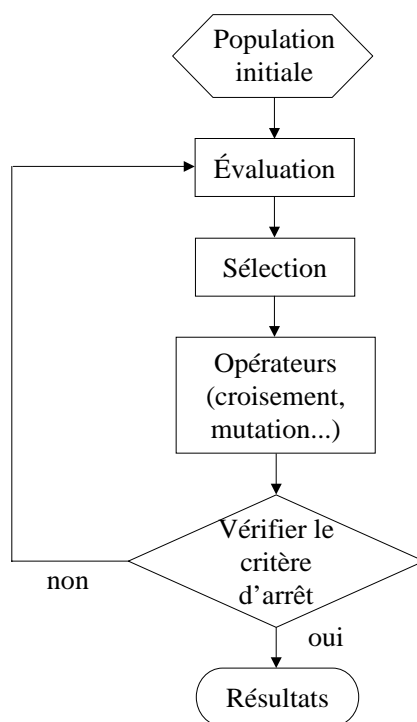 Population
initiale
Évaluation
Sélection
Opérateurs
(croisement,
mutation...)
Vérifier le
critère
d'arrêt
non
oui
Résultats